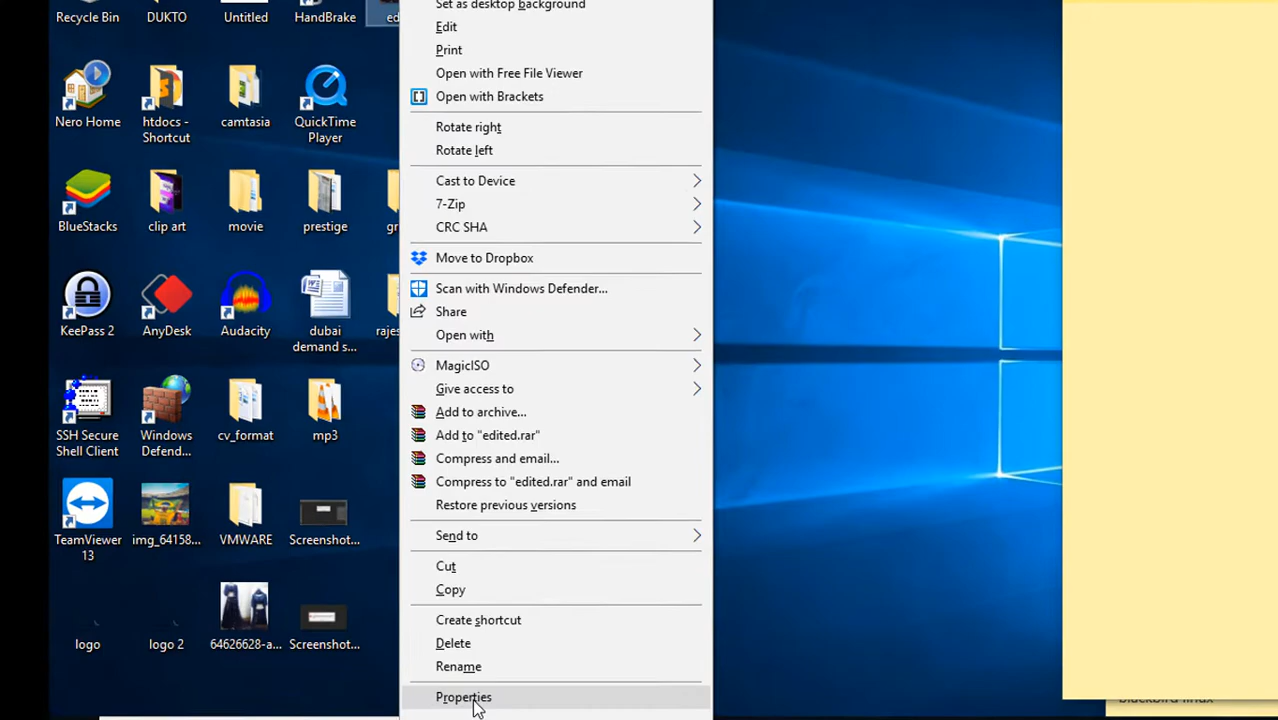 Recycle Bin
DUKTO
Untitled
HandBrake
ed
Nero Home
htdocs -
Shortcut
camtasia
QuickTime
Player
BlueStacks
clip art
movie
prestige
gr
KeePass 2
AnyDesk
Audacity
dubai
demand s...
rajes
SSH Secure
Shell Client
Windows
Defend...
cv_format
mp3
TeamViewer
13
img_64158...
VMWARE
Screenshot...
logo
logo 2
64626628-a...
Screenshot...
Set as desktop background
Edit
Print
Open with Free File Viewer
Open with Brackets
Rotate right
Rotate left
Cast to Device
7-Zip
CRC SHA
Move to Dropbox
Scan with Windows Defender...
Share
Open with
MagicISO
Give access to
Add to archive...
Add to "edited.rar"
Compress and email...
Compress to "edited.rar" and email
Restore previous versions
Send to
Cut
Copy
Create shortcut
Delete
Rename
Properties